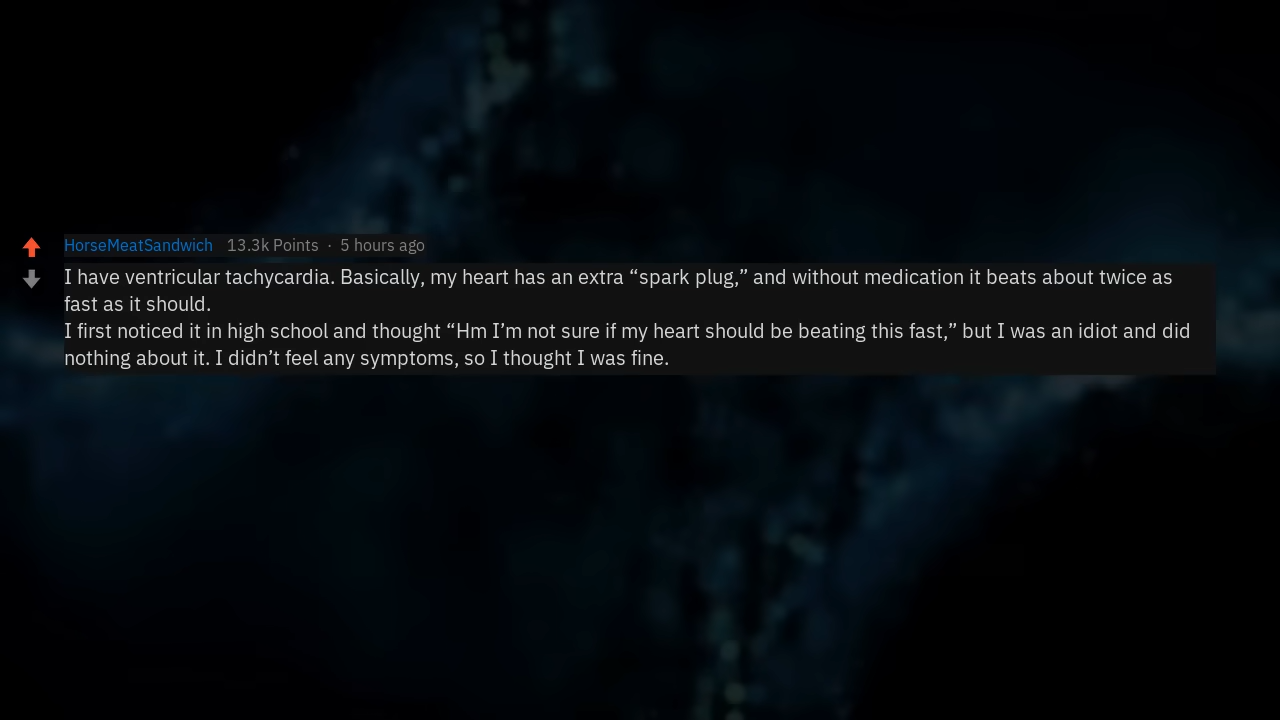 HorseMeatSandwich 13.3k Points · 5 hours ago
I have ventricular tachycardia. Basically, my heart has an extra “spark plug,” and without medication it beats about twice as
fast as it should.
I first noticed it in high school and thought “Hm I’m not sure if my heart should be beating this fast,” but I was an idiot and did
nothing about it. I didn’t feel any symptoms, so I thought I was fine.